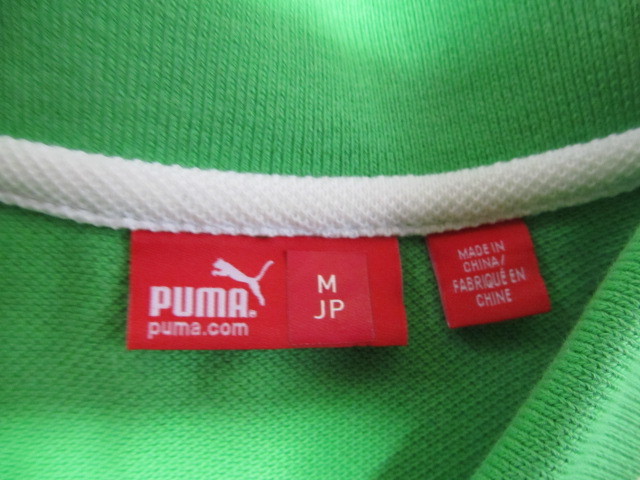 PUMA®
puma.com
M
JP
MADE IN
CHINA/
FABRIQUÉ EN
CHINE